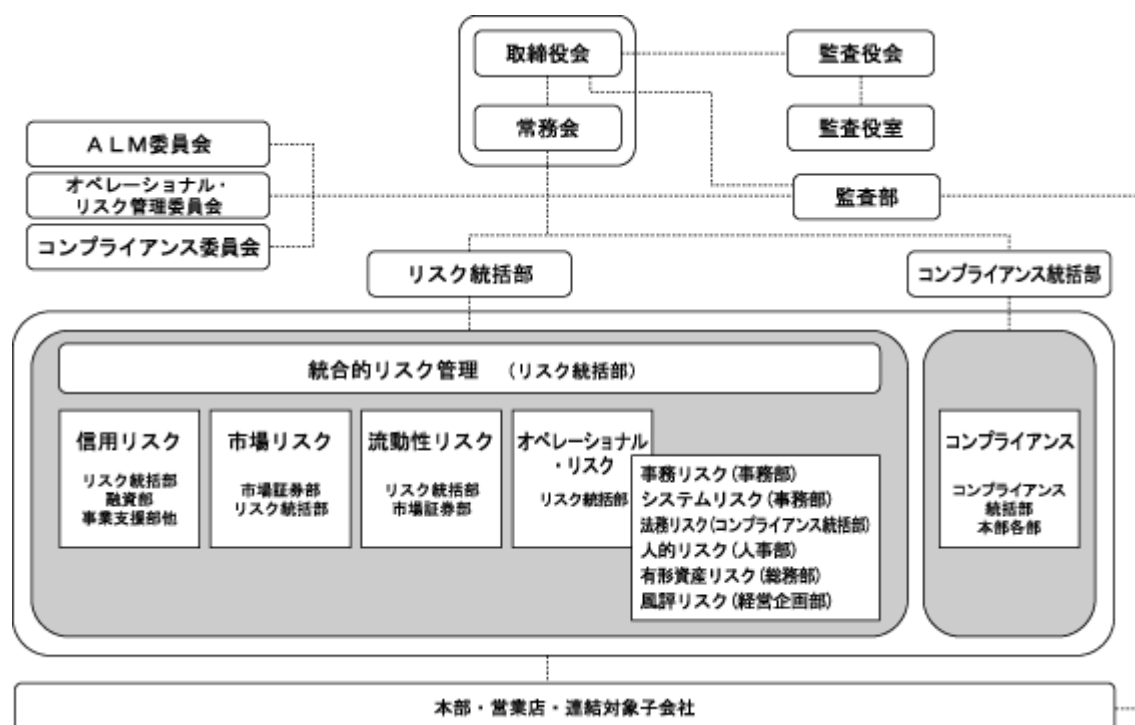 取締役会
監査役会
常務会
監査役室
ALM委員会
オペレーショナル・
リスク管理委員会
監査部
コンプライアンス委員会
リスク統括部
コンプライアンス統括部
統合的リスク管理 (リスク統括部)
信用リスク
リスク統括部
融資部
事業支援部他
市場リスク
市場証券部
リスク統括部
流動性リスク
リスク統括部
市場証券部
オペレーショナル
・リスク
リスク統括部
事務リスク(事務部)
システムリスク(事務部)
法務リスク(コンプライアンス統括部)
人的リスク(人事部)
有形資産リスク(総務部)
風評リスク(経営企画部)
コンプライアンス
コンプライアンス
統括部
本部各部
本部・営業店・連結対象子会社